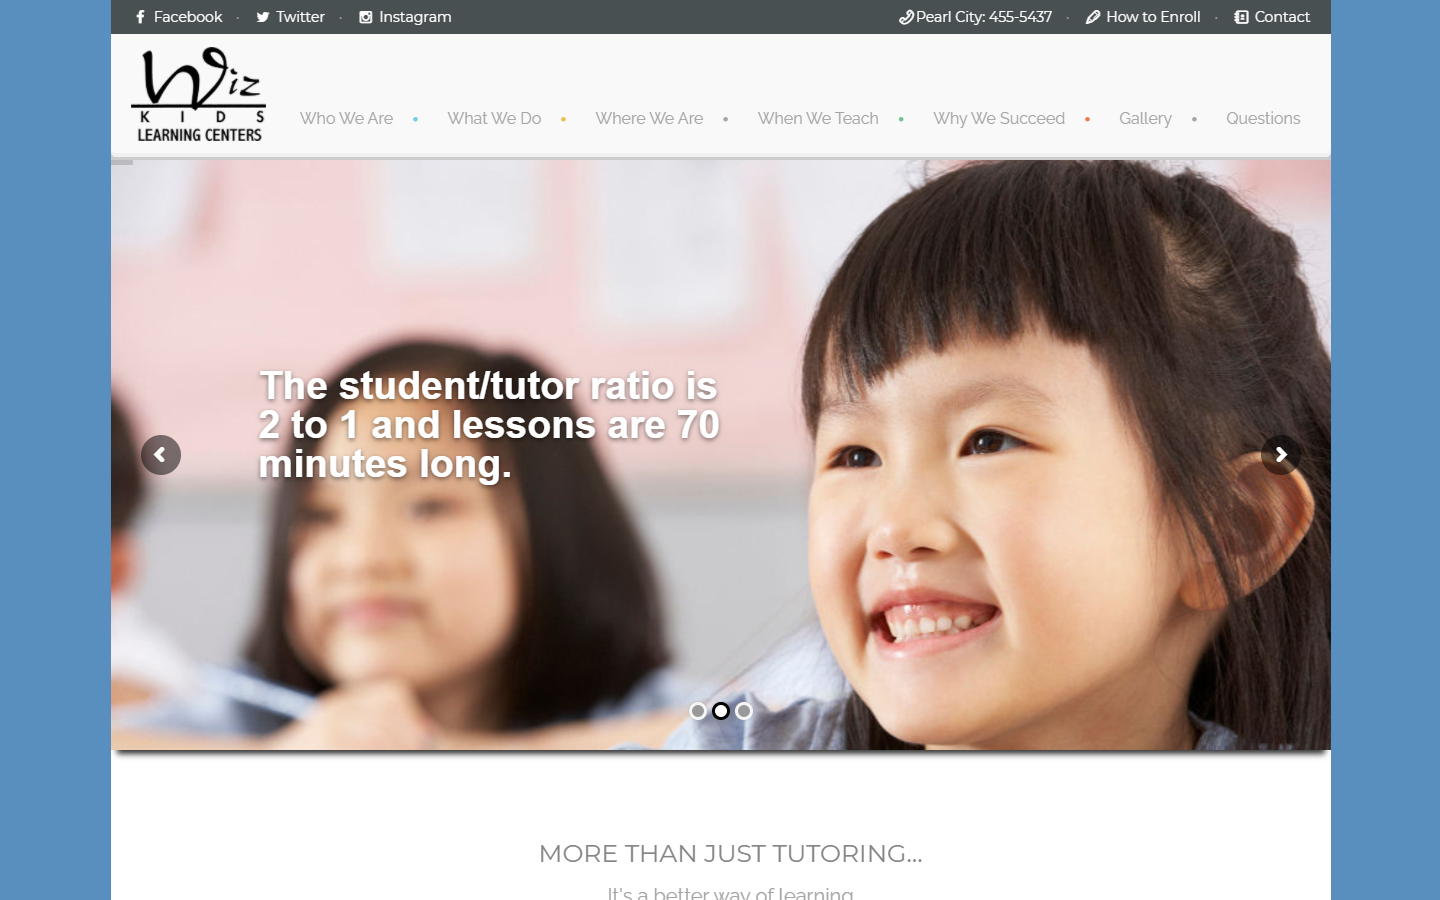 Facebook · Twitter · Instagram Pearl City: 455-5437 · How to Enroll · Contact
Wiz
KIDS
LEARNING CENTERS
Who We Are • What We Do • Where We Are • When We Teach • Why We Succeed • Gallery • Questions
The student/tutor ratio is
2 to 1 and lessons are 70
minutes long.
MORE THAN JUST TUTORING...
It's a better way of learning